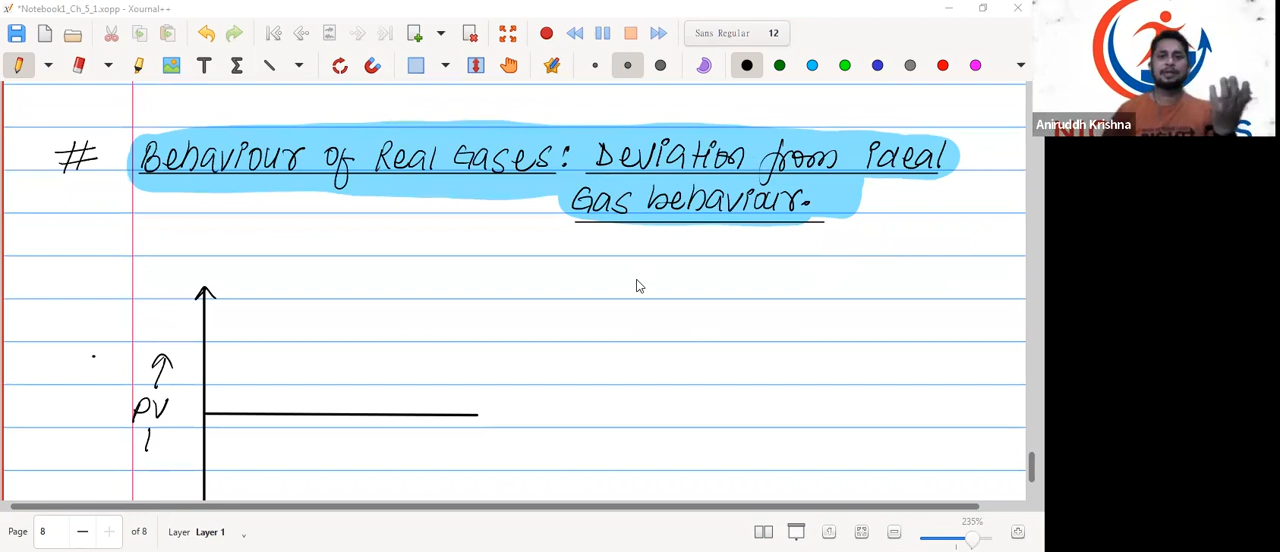 *Notebook1_Ch_5_1.xopp - Xournal++
Sans Regular 12
# Behaviour of Real Gases: Deviation from ideal
Gas behaviour.
PV
Aniruddh Krishna
Page 8 of 8 Layer Layer 1 235%